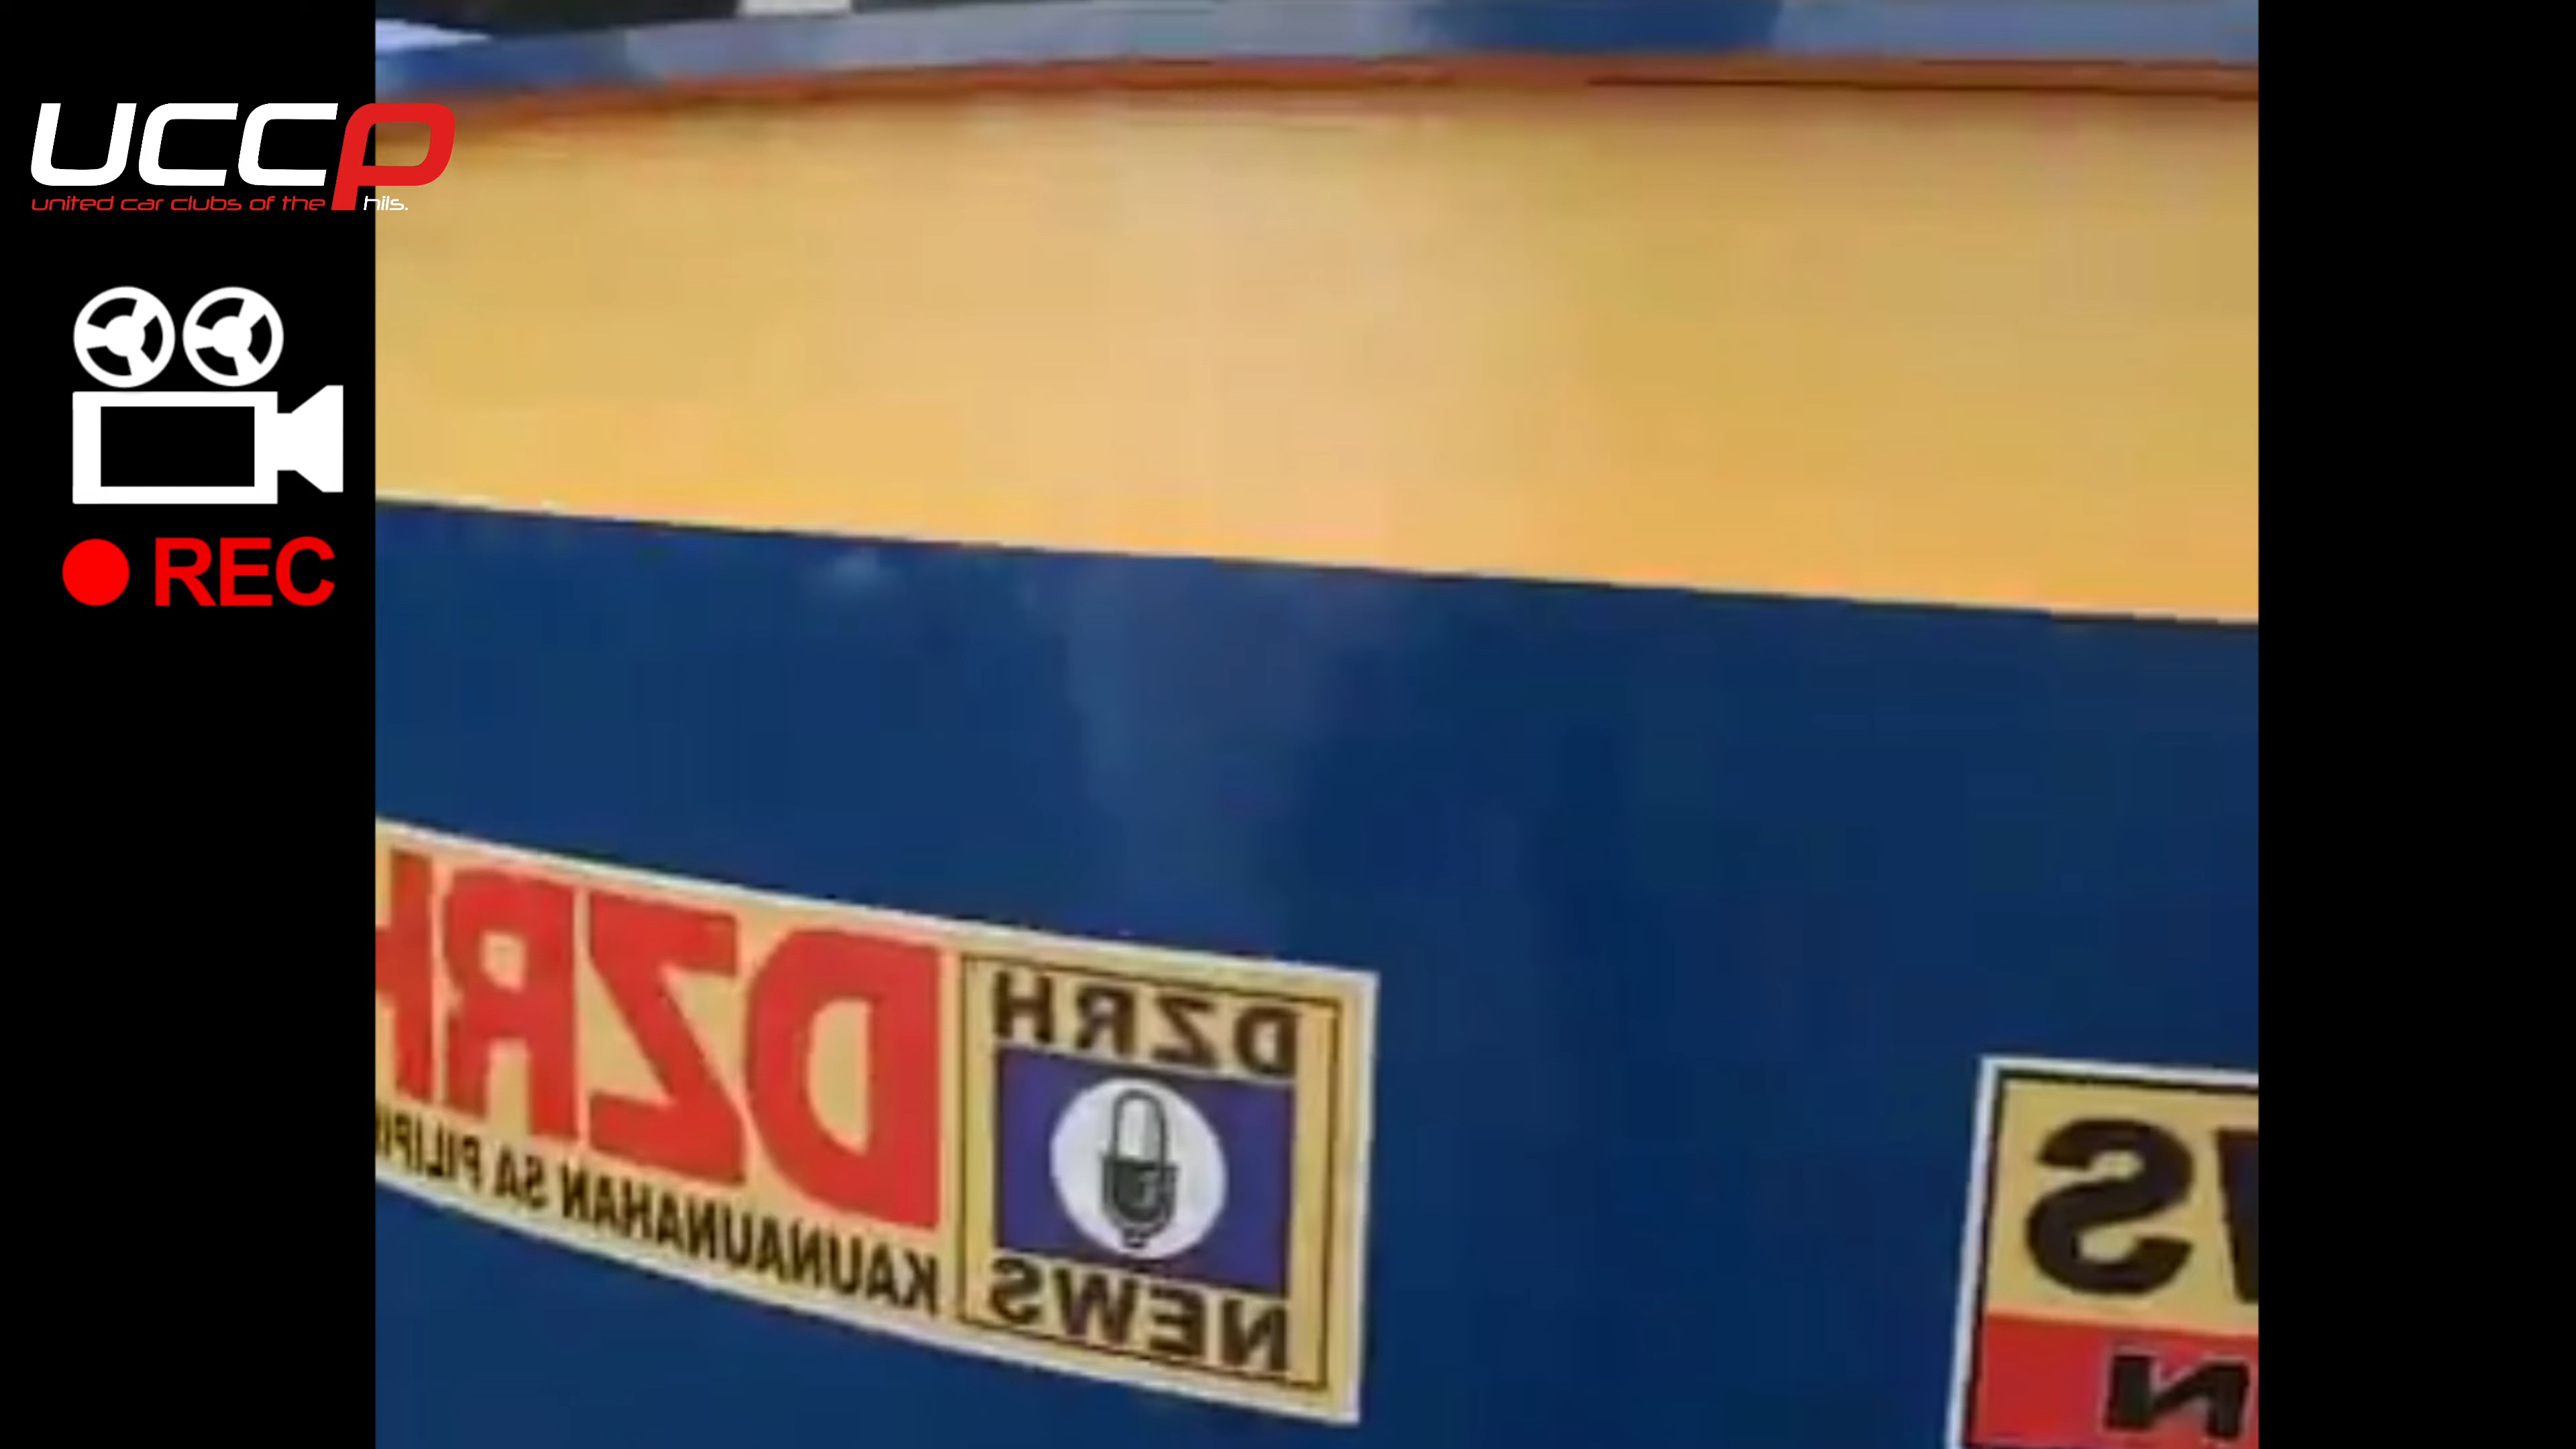 UCCP
united car clubs of the Phils.
REC
DZRH
KAUNAUNAHAN SA
DZRH
NEWS